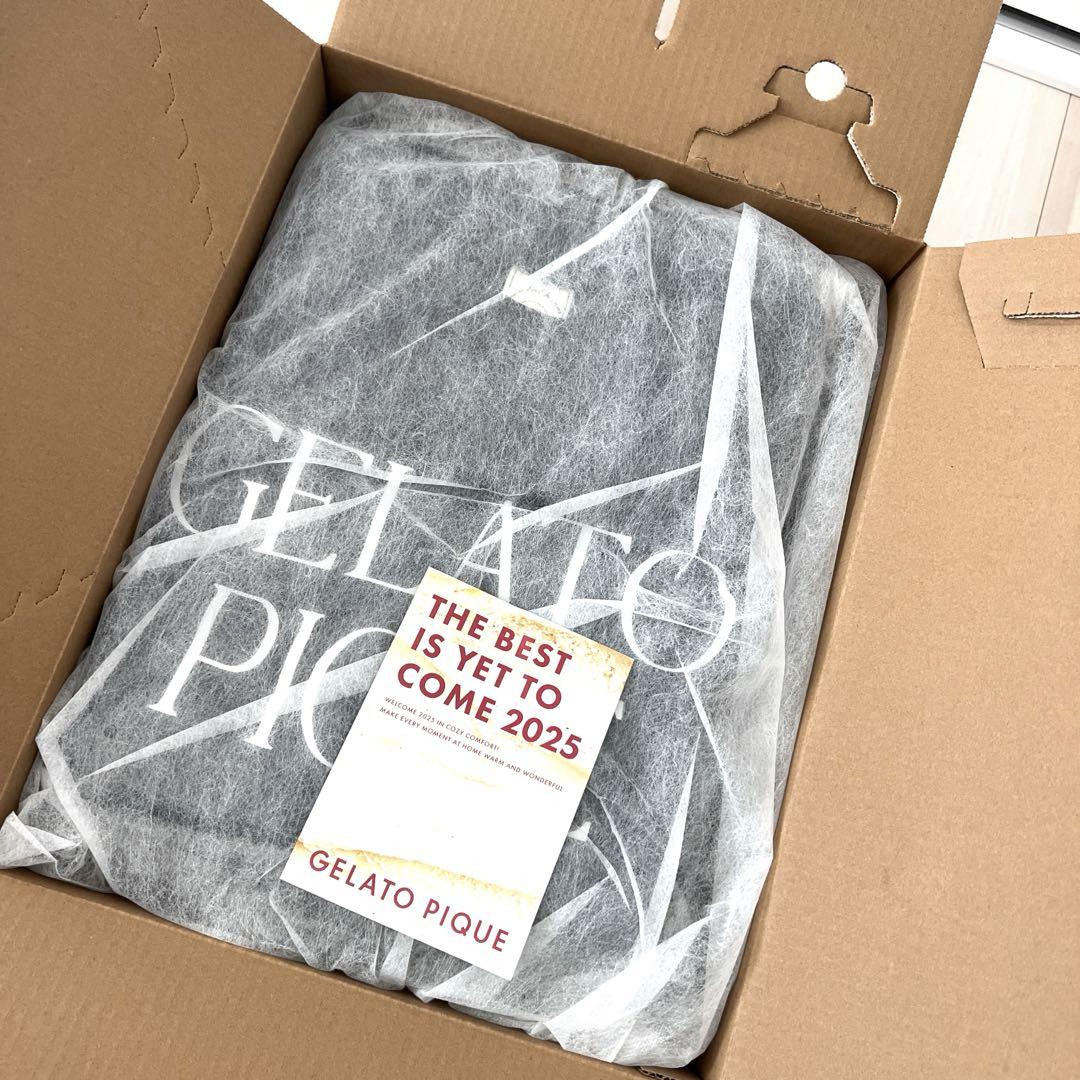 GELATO
PIQ
THE BEST
IS YET TO
COME 2025
WELCOME 2025 IN COZY COMFORT!
MAKE EVERY MOMENT AT HOME WARM AND WONDERFUL
GELATO PIQUE